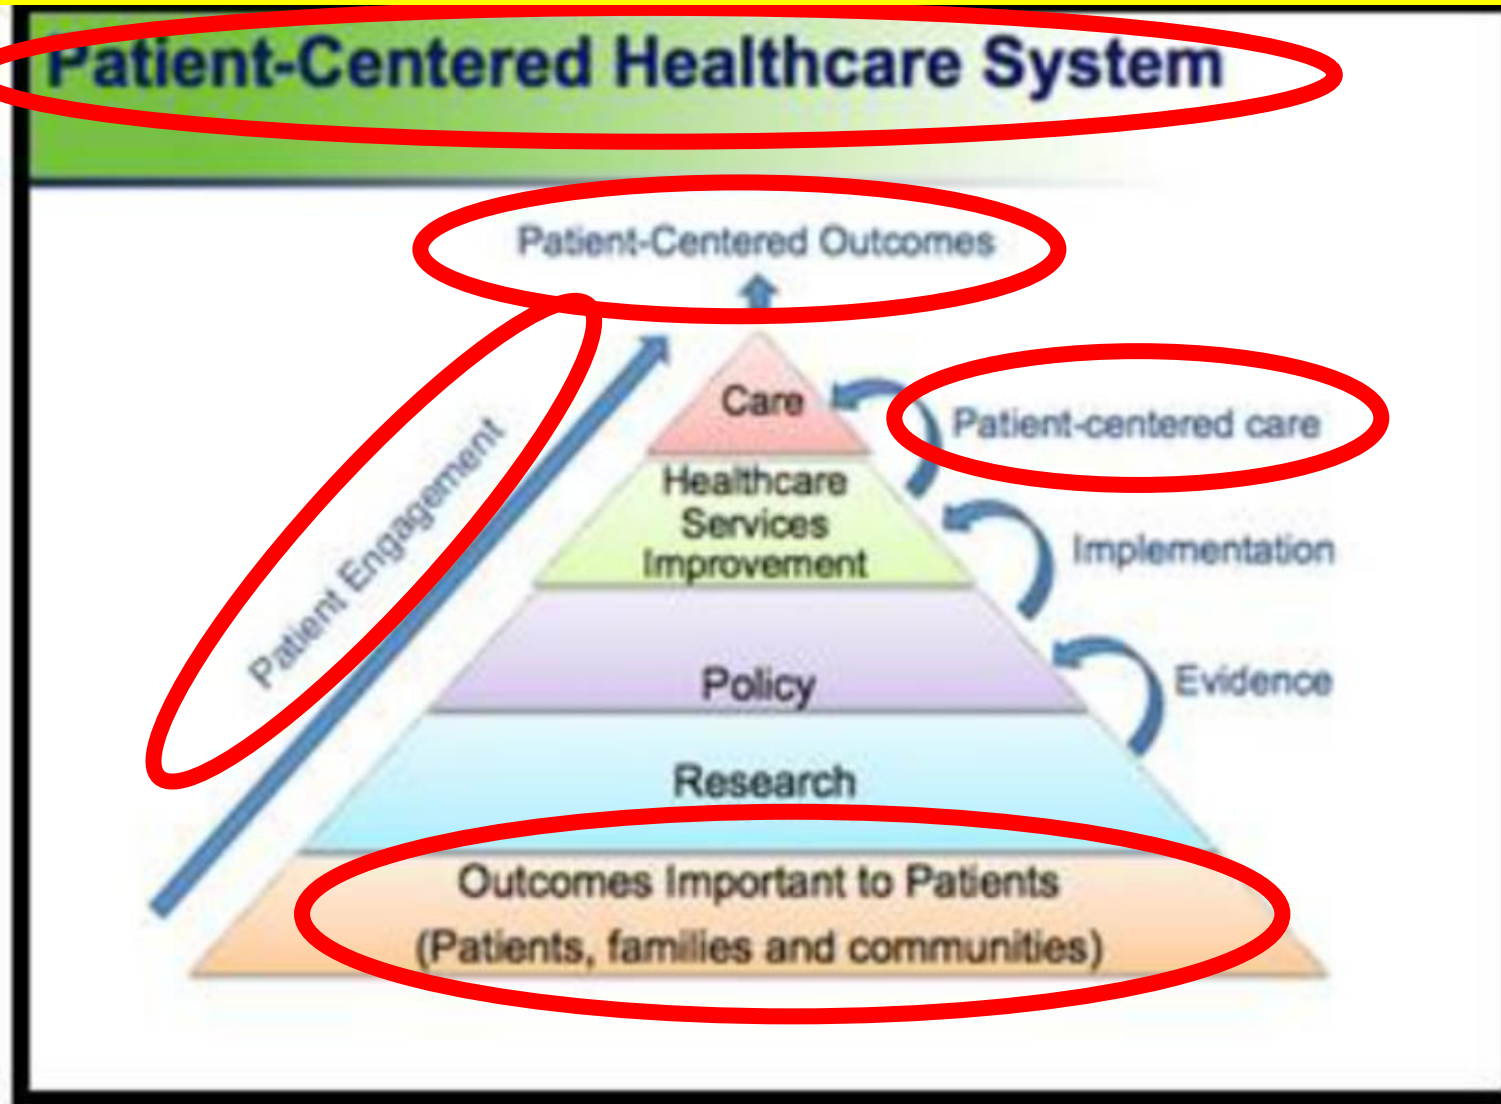 Patient-Centered Healthcare System
Patient-Centered Outcomes
Care
Patient-centered care
Healthcare
Services
Improvement
Implementation
Patient Engagement
Policy
Evidence
Research
Outcomes Important to Patients
(Patients, families and communities)